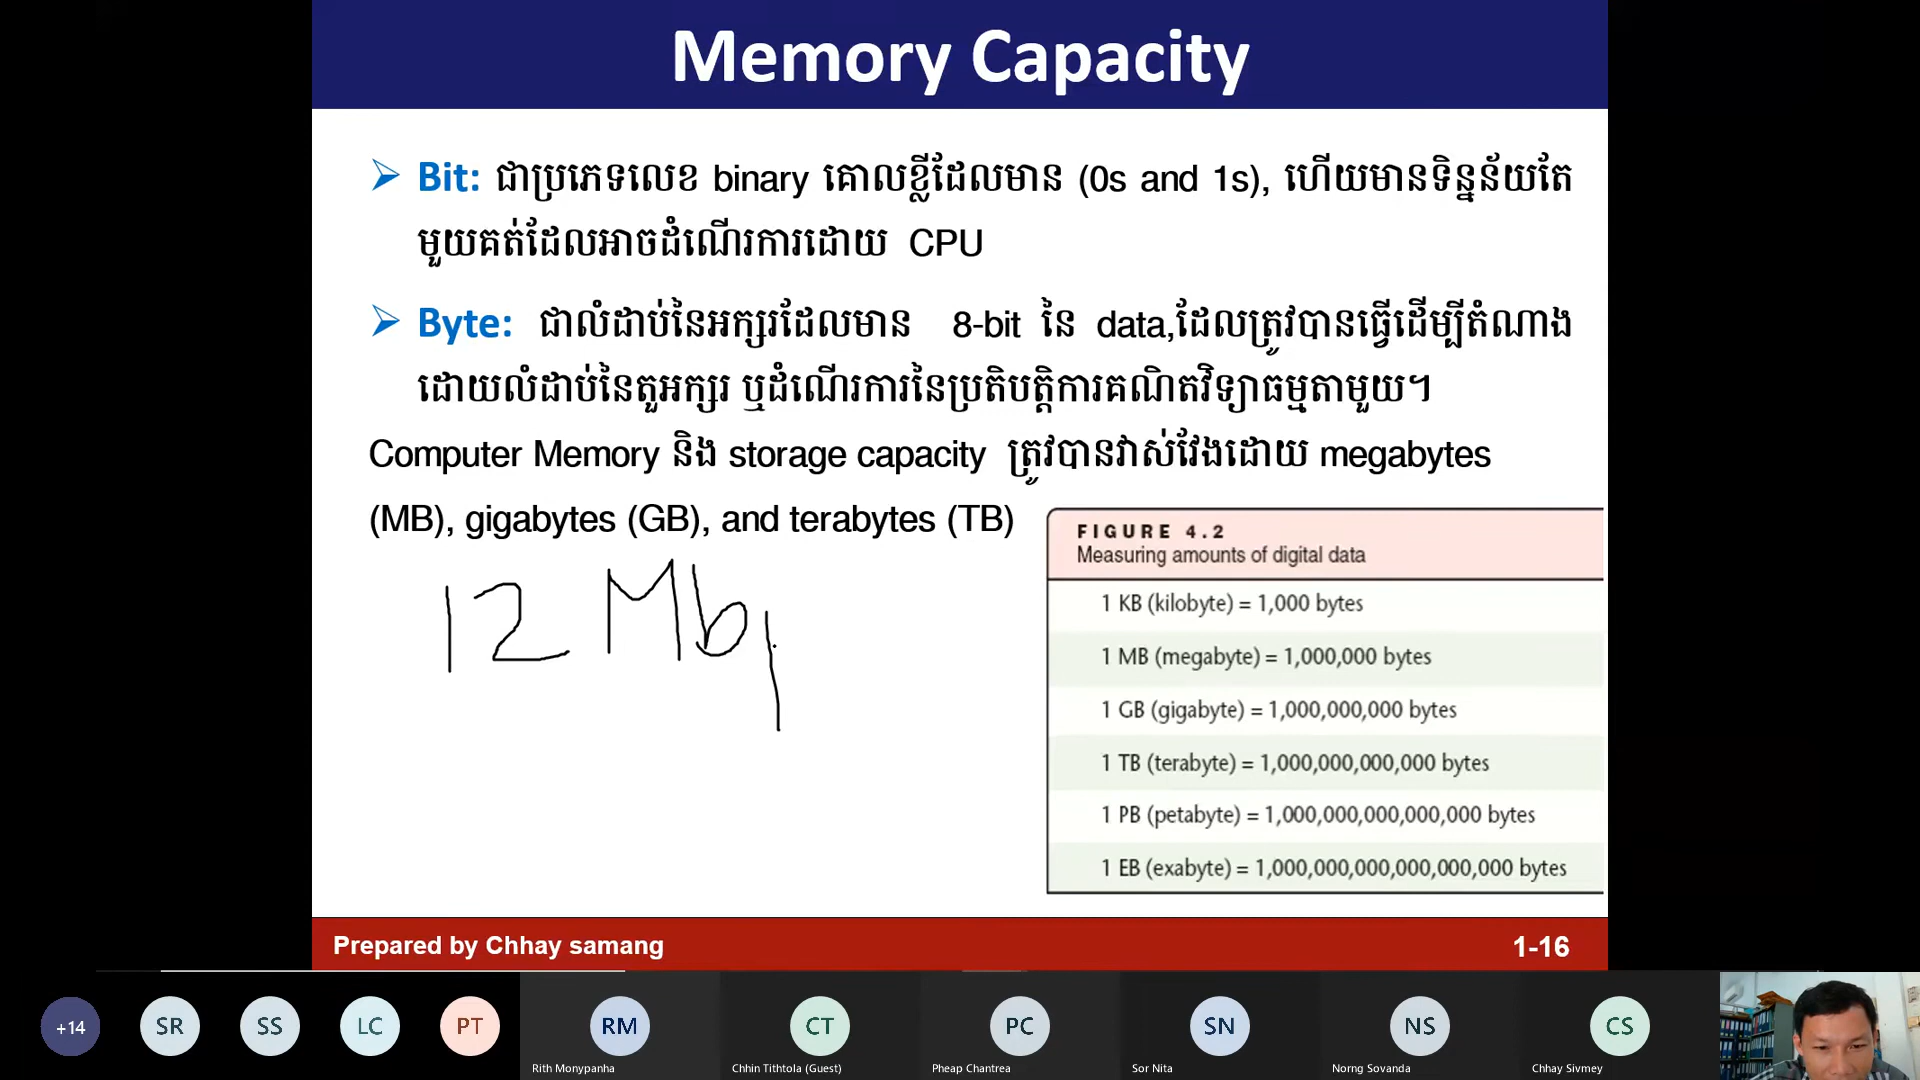 Memory Capacity
Bit: ជាប្រភេទលេខ binary គោលខ្លីដែលមាន (0s and 1s), ហើយមានទិន្នន័យតែ
មួយគត់ដែលអាចដំណើរការដោយ CPU
Byte: ជាលំដាប់នៃអក្សរដែលមាន 8-bit នៃ data,ដែលត្រូវបានធ្វើដើម្បីតំណាង
ដោយលំដាប់នៃតួអក្សរ ឬដំណើរការនៃប្រតិបត្តិការគណិតវិទ្យាធម្មតាមួយ។
Computer Memory និង storage capacity ត្រូវបានវាស់វែងដោយ megabytes
(MB), gigabytes (GB), and terabytes (TB)
FIGURE 4.2
Measuring amounts of digital data
1 KB (kilobyte) = 1,000 bytes
1 MB (megabyte) = 1,000,000 bytes
1 GB (gigabyte) = 1,000,000,000 bytes
1 TB (terabyte) = 1,000,000,000,000 bytes
1 PB (petabyte) = 1,000,000,000,000,000 bytes
1 EB (exabyte) = 1,000,000,000,000,000,000 bytes
12 Mb
Prepared by Chhay samang
1-16
+14 SR SS LC PT RM CT PC SN NS CS
Rith Monypanha Chhin Tithtola (Guest) Pheap Chantrea Sor Nita Norng Sovanda Chhay Sivmey